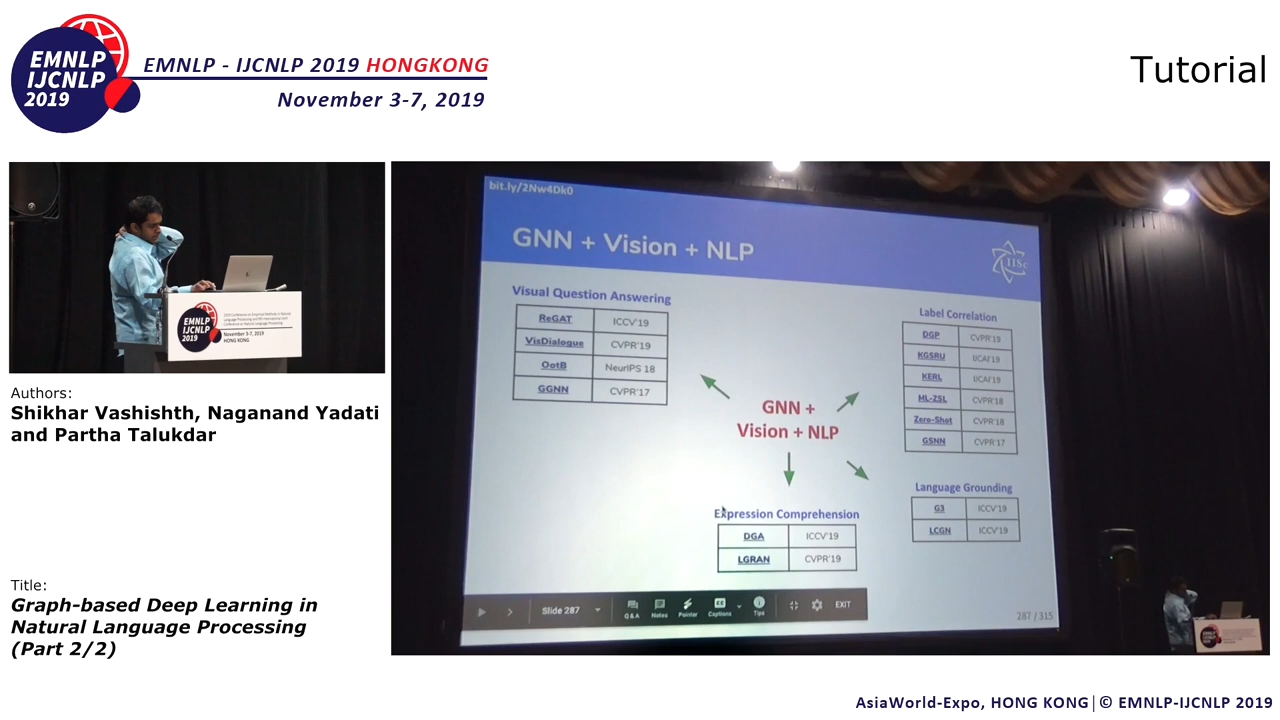 EMNLP
IJCNLP
2019
EMNLP - IJCNLP 2019 HONGKONG
November 3-7, 2019
Tutorial
EMNLP
IJCNLP
2019
November 3-7, 2019
HONG KONG
Authors:
Shikhar Vashishth, Naganand Yadati
and Partha Talukdar
Title:
Graph-based Deep Learning in
Natural Language Processing
(Part 2/2)
bit.ly/2Nw4Dk0
GNN + Vision + NLP
IISc
Visual Question Answering
ReGAT ICCV'19
VisDialogue CVPR'19
OotB NeurIPS 18
GGNN CVPR'17
Label Correlation
DGP CVPR'19
KGSRU IJCAI'19
KERL IJCAI'19
ML-ZSL CVPR'18
Zero-Shot CVPR'18
GSNN CVPR'17
GNN +
Vision + NLP
Language Grounding
G3 ICCV'19
LCGN ICCV'19
Expression Comprehension
DGA ICCV'19
LGRAN CVPR'19
Slide 287
Q&A
Notes
Pointer
Captions
Tips
EXIT
287 / 315
EMNLP
IJCNLP
2019
AsiaWorld-Expo, HONG KONG | © EMNLP-IJCNLP 2019